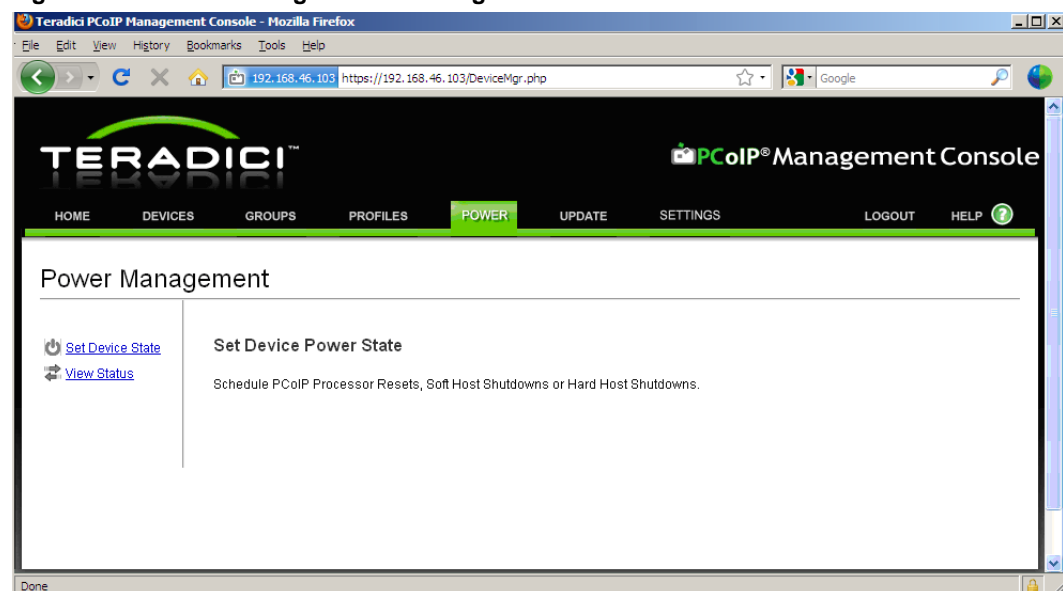 Teradici PCoIP Management Console - Mozilla Firefox
File Edit View History Bookmarks Tools Help
192.168.46.103 https://192.168.46.103/DeviceMgr.php Google
TERADICI™ PCoIP® Management Console
HOME DEVICES GROUPS PROFILES POWER UPDATE SETTINGS LOGOUT HELP ?
Power Management
Set Device State
View Status
Set Device Power State
Schedule PCoIP Processor Resets, Soft Host Shutdowns or Hard Host Shutdowns.
Done